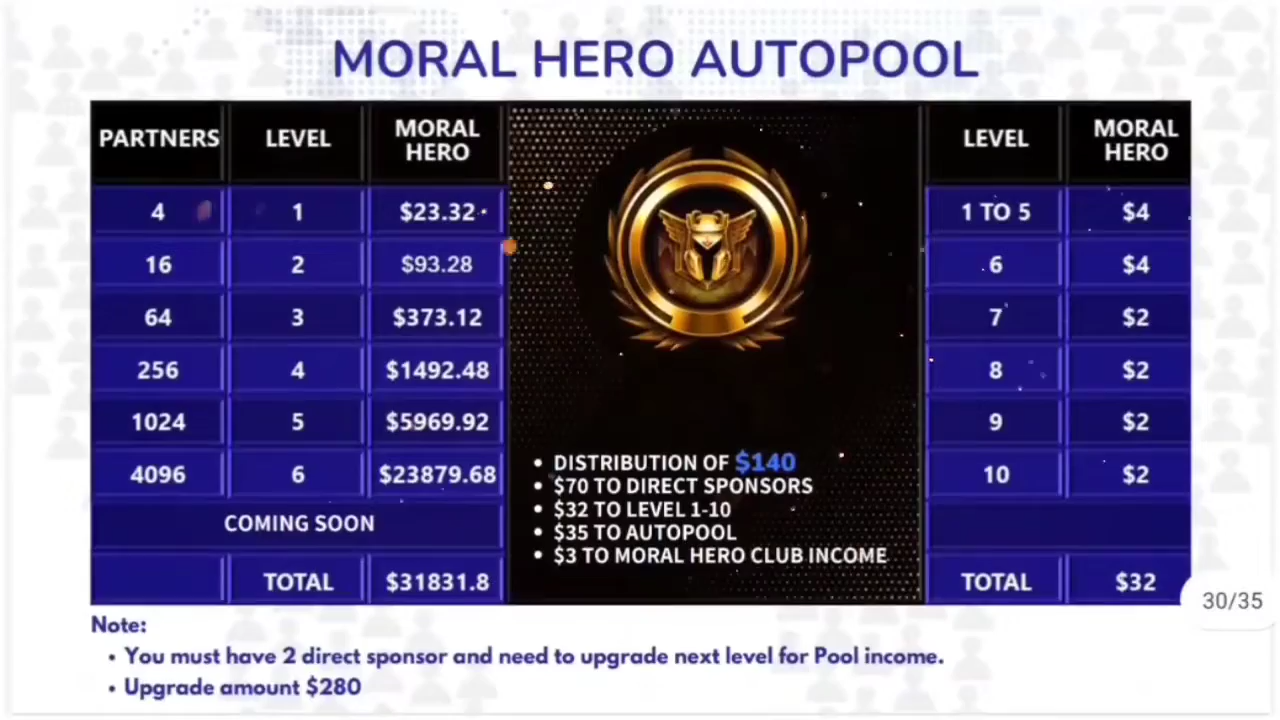 MORAL HERO AUTOPOOL
PARTNERS LEVEL MORAL HERO
4 1 $23.32
16 2 $93.28
64 3 $373.12
256 4 $1492.48
1024 5 $5969.92
4096 6 $23879.68
COMING SOON
TOTAL $31831.8
• DISTRIBUTION OF $140
• $70 TO DIRECT SPONSORS
• $32 TO LEVEL 1-10
• $35 TO AUTOPOOL
• $3 TO MORAL HERO CLUB INCOME
LEVEL MORAL HERO
1 TO 5 $4
6 $4
7 $2
8 $2
9 $2
10 $2
TOTAL $32
30/35
Note:
• You must have 2 direct sponsor and need to upgrade next level for Pool income.
• Upgrade amount $280